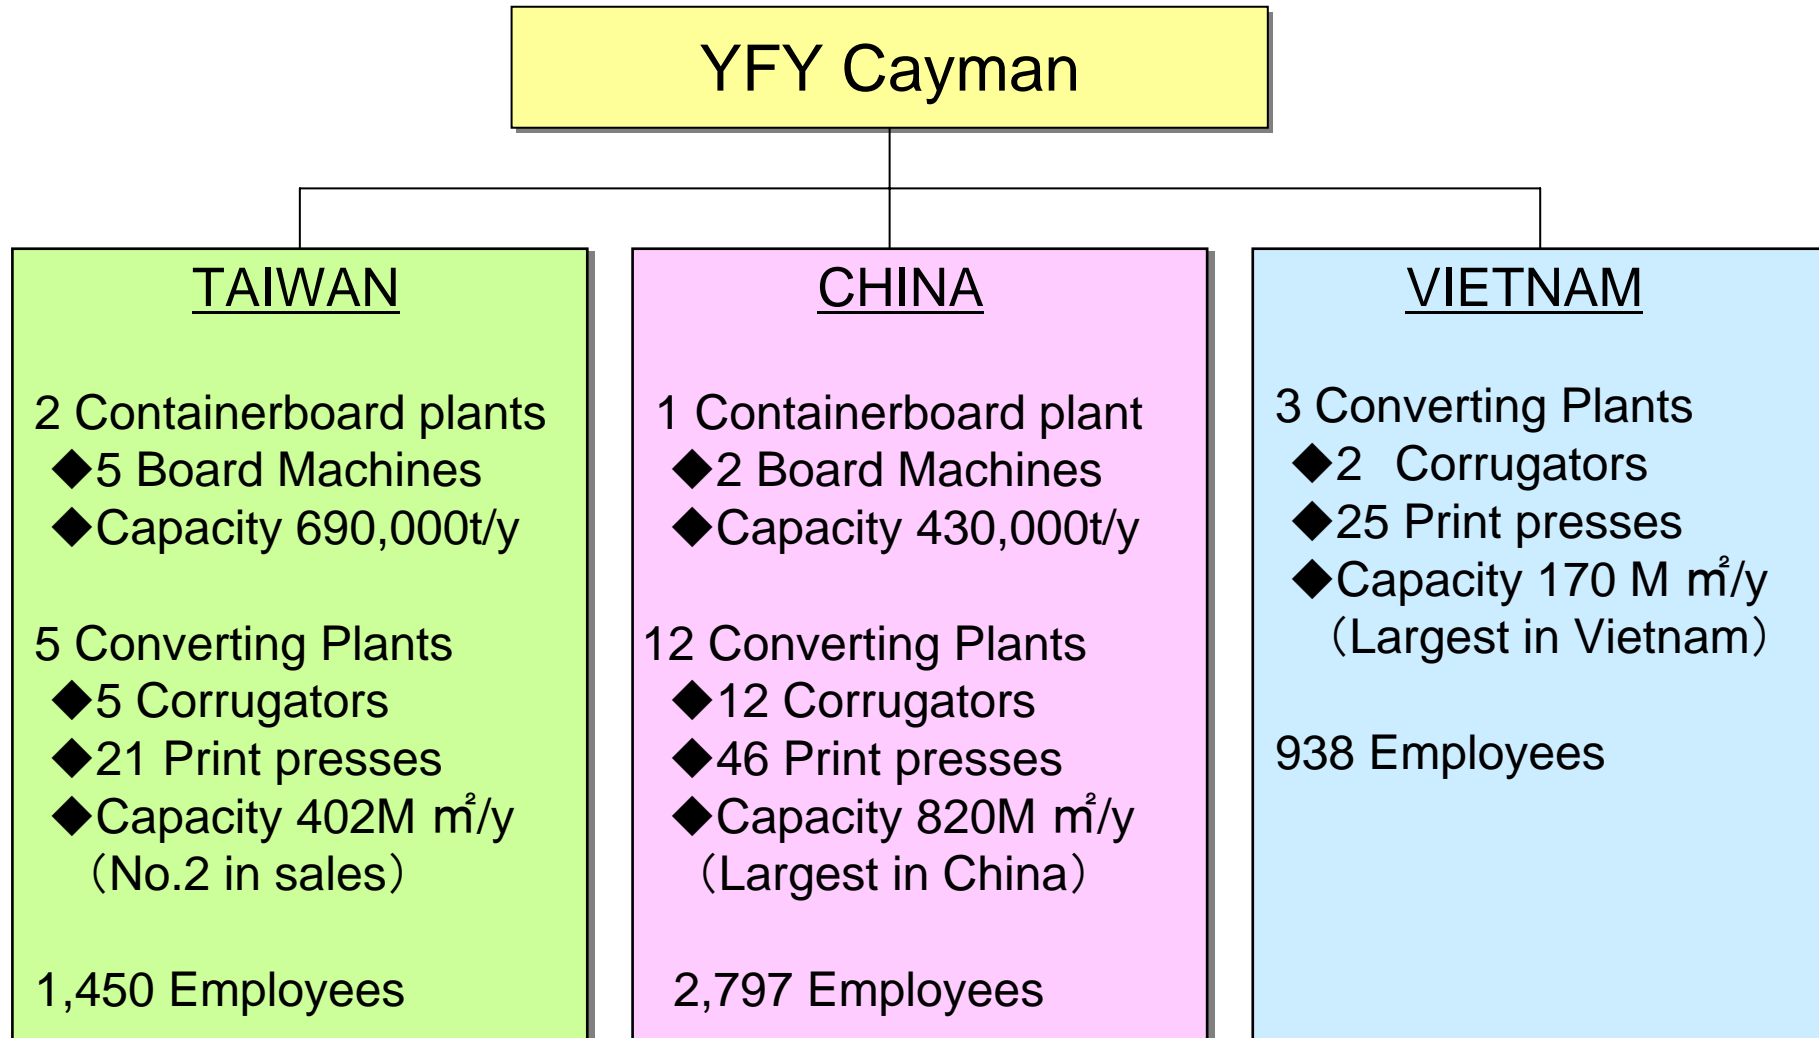 YFY Cayman
TAIWAN
2 Containerboard plants
◆5 Board Machines
◆Capacity 690,000t/y
5 Converting Plants
◆5 Corrugators
◆21 Print presses
◆Capacity 402M ㎡/y
（No.2 in sales）
1,450 Employees
CHINA
1 Containerboard plant
◆2 Board Machines
◆Capacity 430,000t/y
12 Converting Plants
◆12 Corrugators
◆46 Print presses
◆Capacity 820M ㎡/y
（Largest in China）
2,797 Employees
VIETNAM
3 Converting Plants
◆2 Corrugators
◆25 Print presses
◆Capacity 170 M ㎡/y
（Largest in Vietnam）
938 Employees